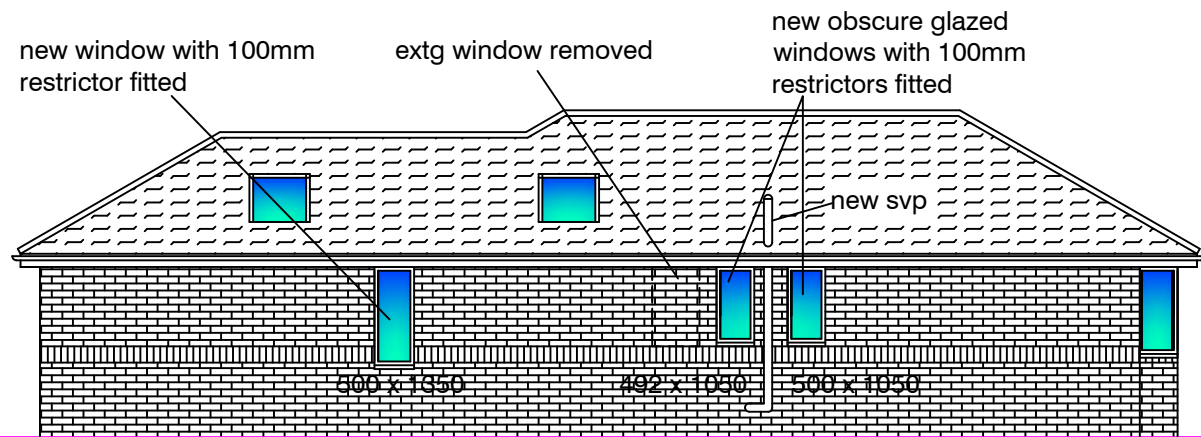 new window with 100mm
restrictor fitted
extg window removed
new obscure glazed
windows with 100mm
restrictors fitted
new svp
500 x 1350
492 x 1050
500 x 1050